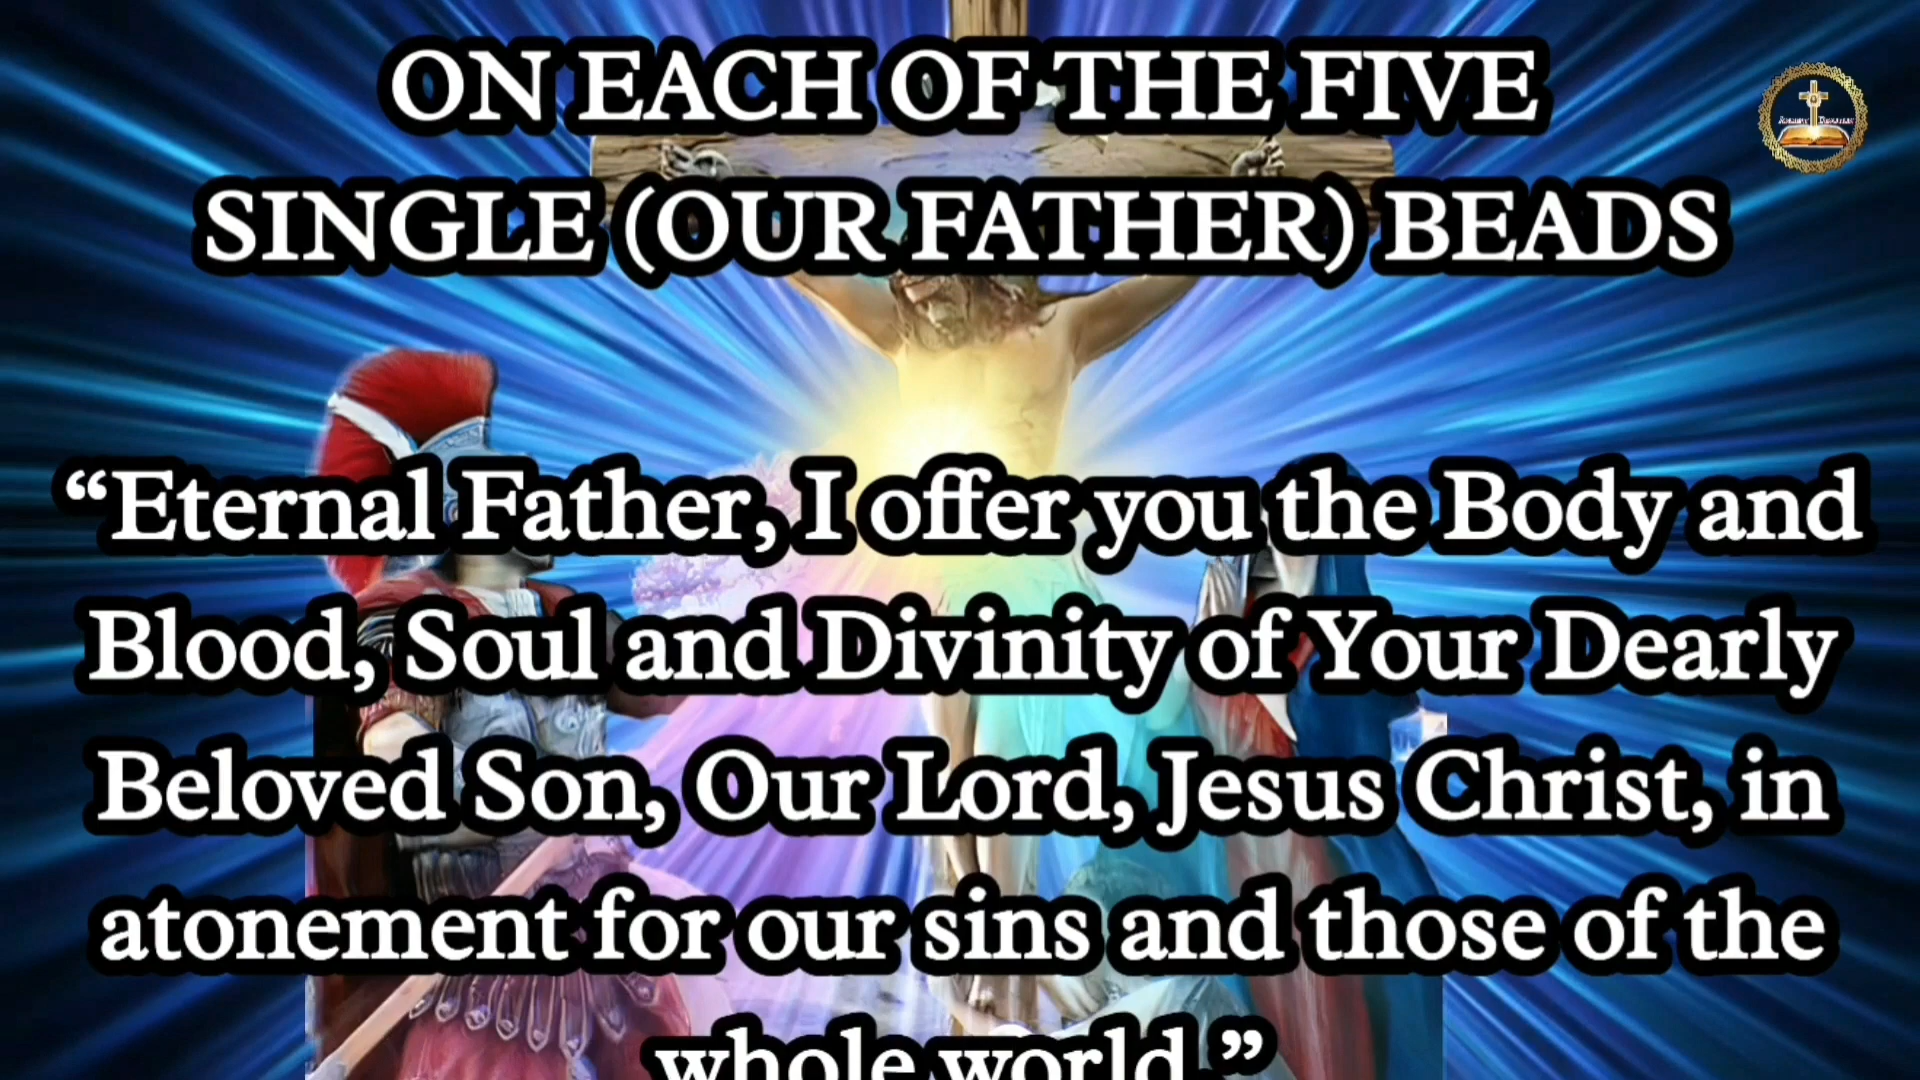 ON EACH OF THE FIVE
SINGLE (OUR FATHER) BEADS
“Eternal Father, I offer you the Body and
Blood, Soul and Divinity of Your Dearly
Beloved Son, Our Lord, Jesus Christ, in
atonement for our sins and those of the
whole world.”